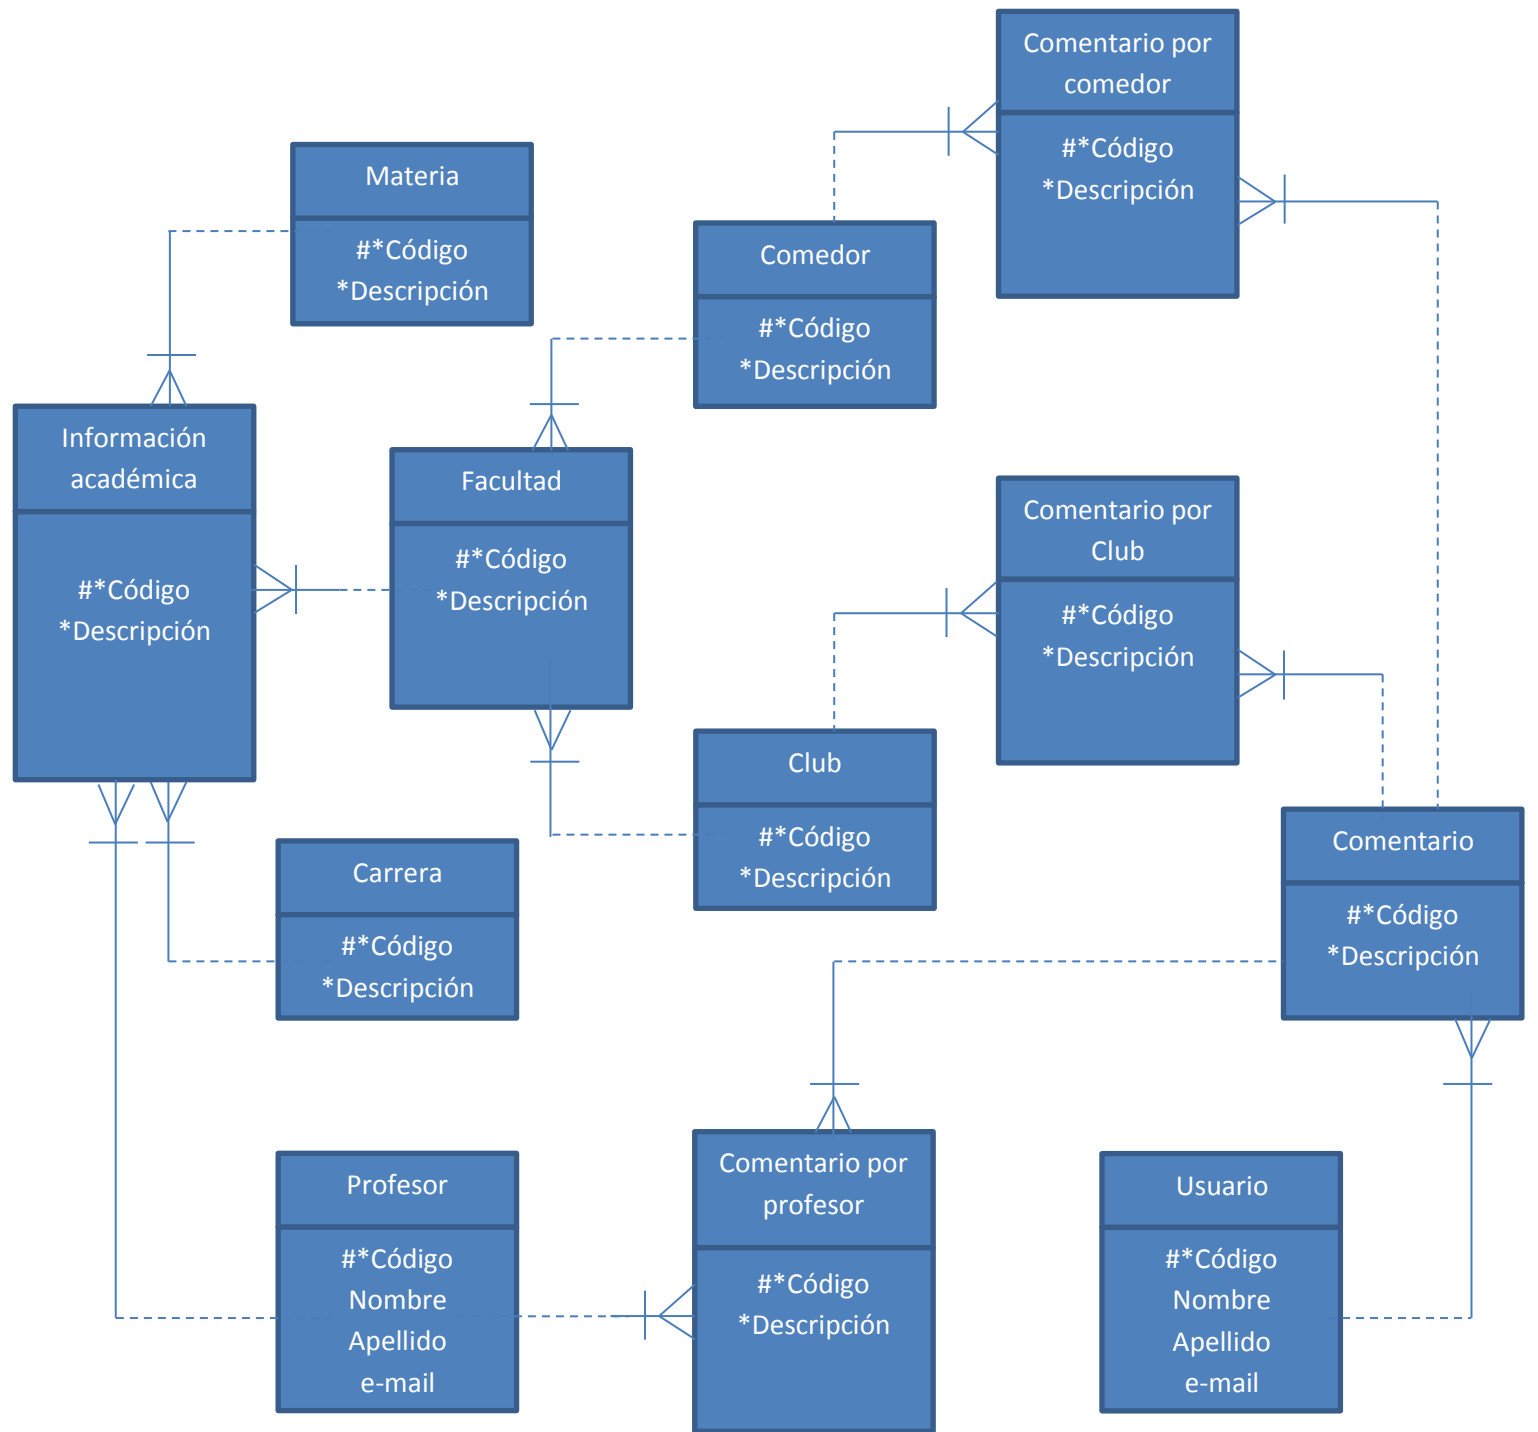 Comentario por
comedor
#*Código
*Descripción
Materia
#*Código
*Descripción
Comedor
#*Código
*Descripción
Información
académica
#*Código
*Descripción
Facultad
#*Código
*Descripción
Comentario por
Club
#*Código
*Descripción
Club
#*Código
*Descripción
Carrera
#*Código
*Descripción
Comentario
#*Código
*Descripción
Profesor
#*Código
Nombre
Apellido
e-mail
Comentario por
profesor
#*Código
*Descripción
Usuario
#*Código
Nombre
Apellido
e-mail